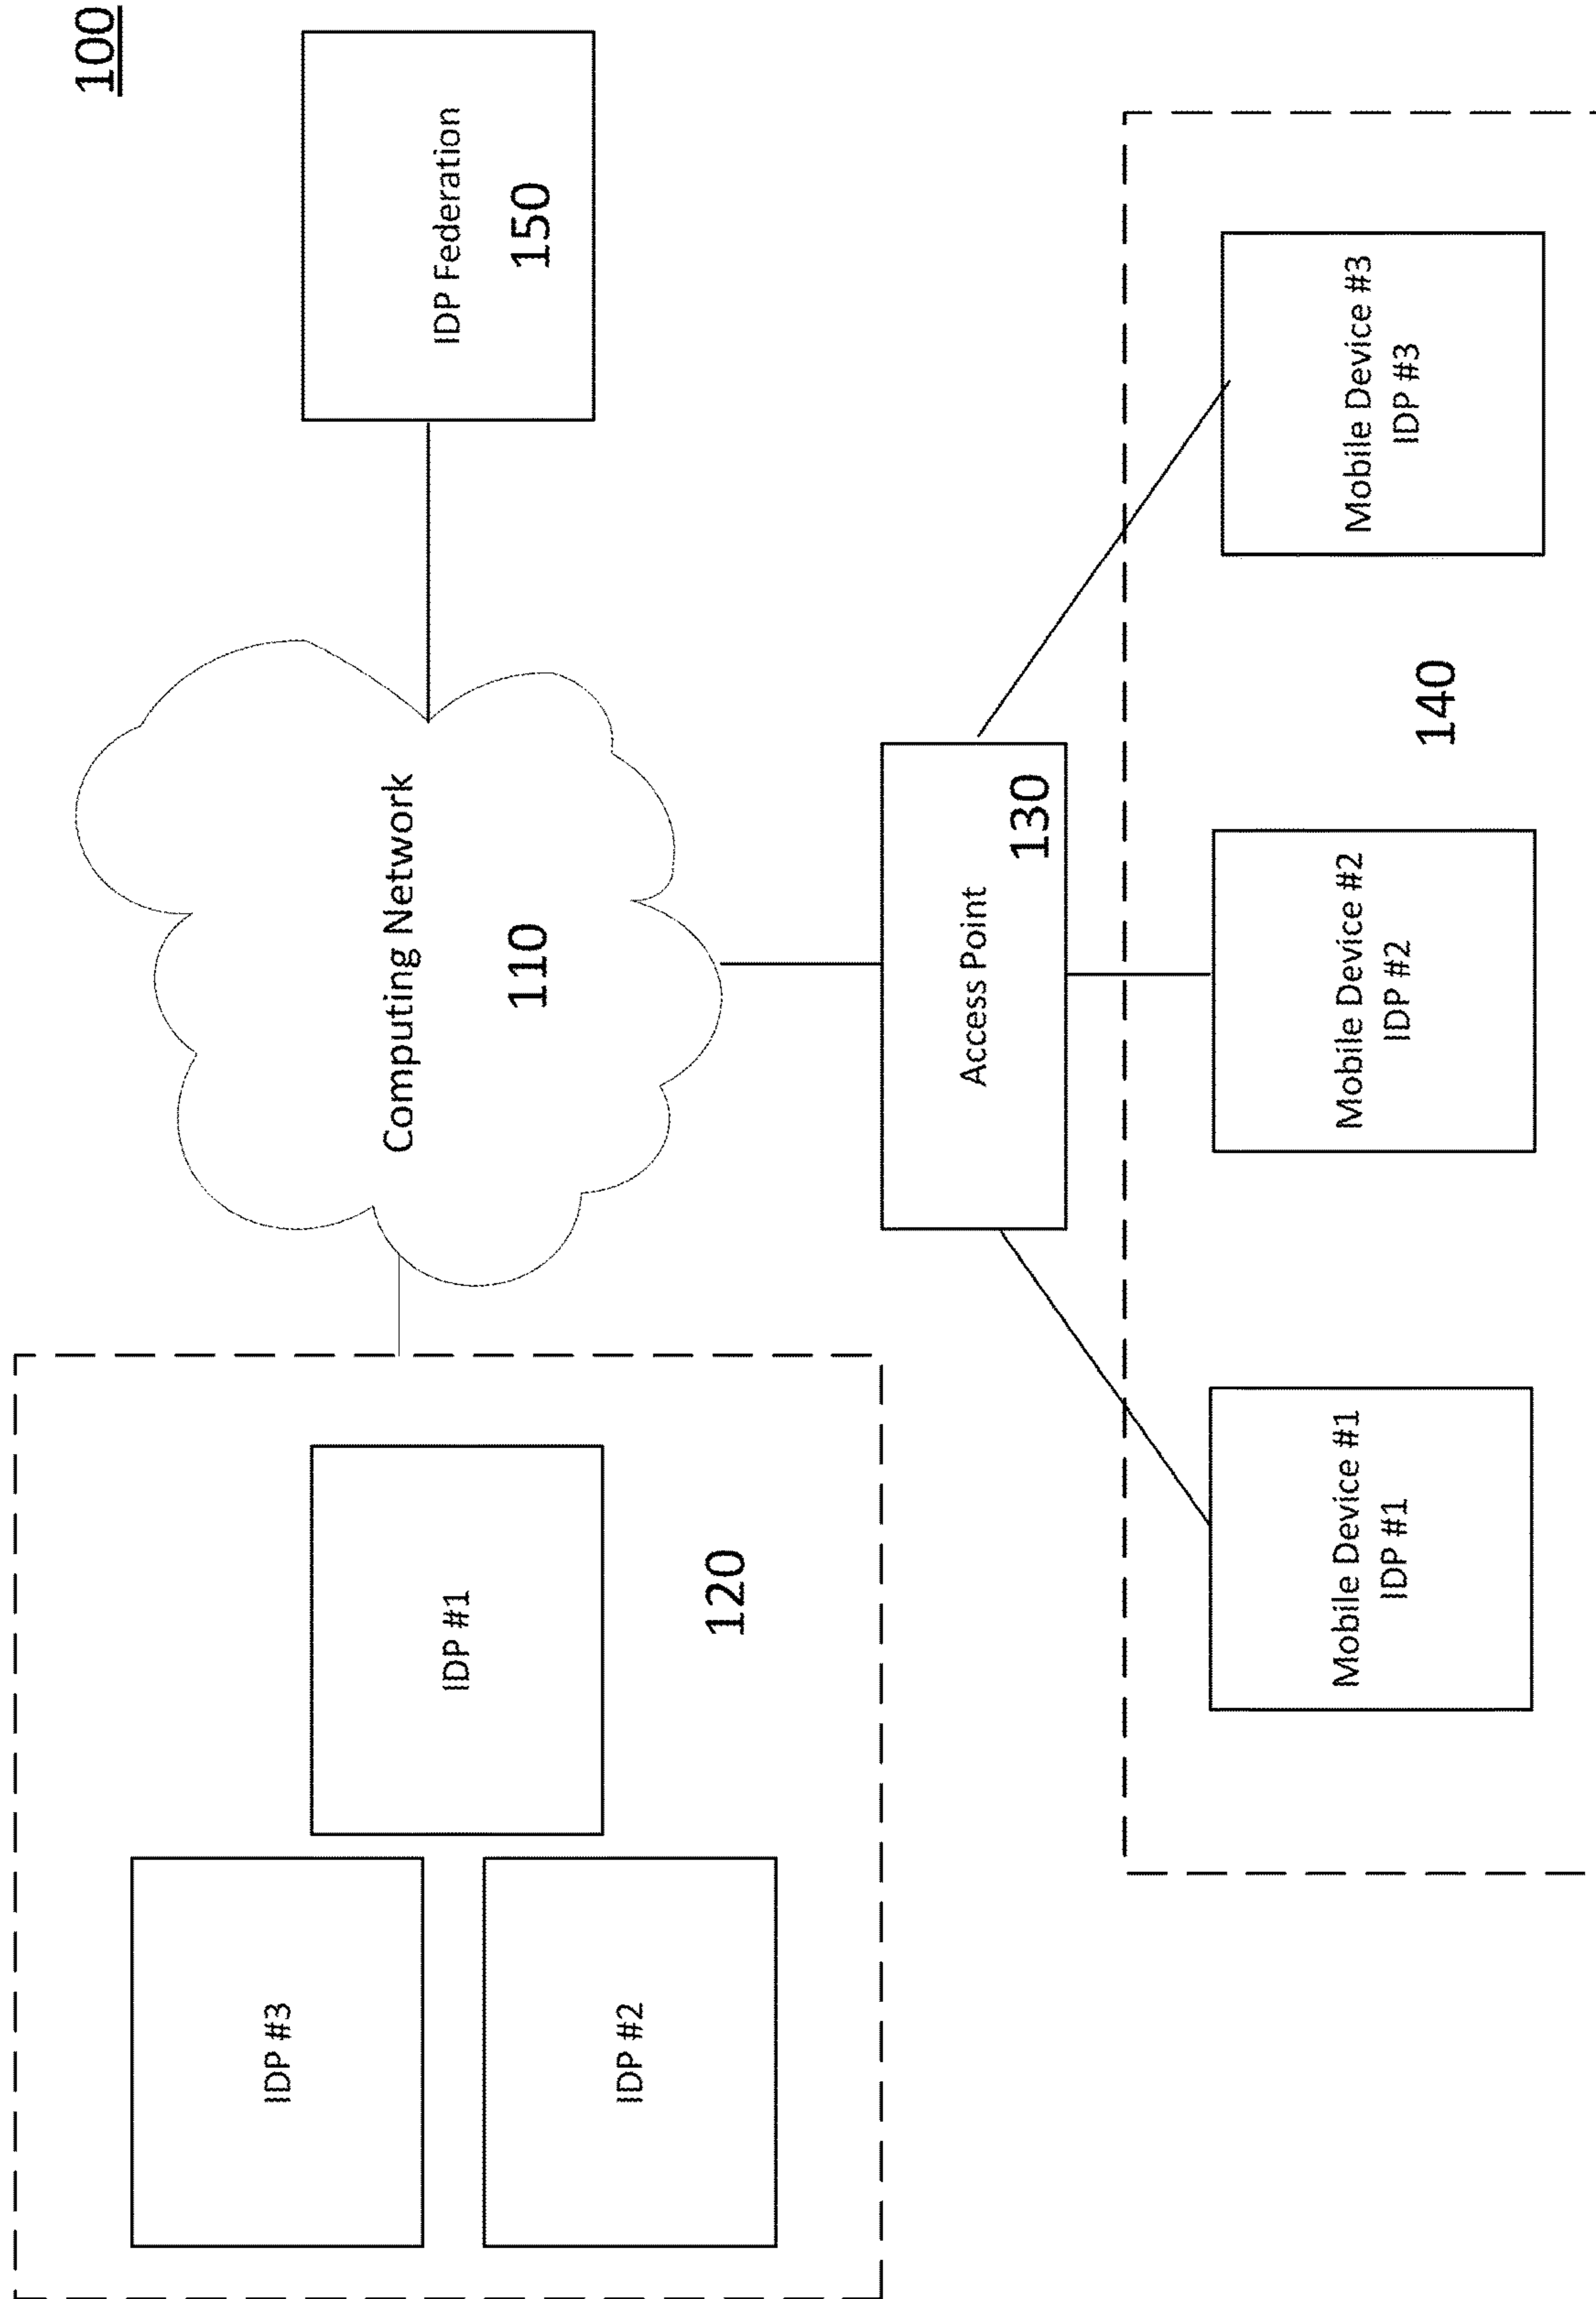 100
IDP #3
IDP #2
IDP #1
120
Computing Network
110
IDP Federation
150
Access Point
130
Mobile Device #1
IDP #1
Mobile Device #2
IDP #2
140
Mobile Device #3
IDP #3